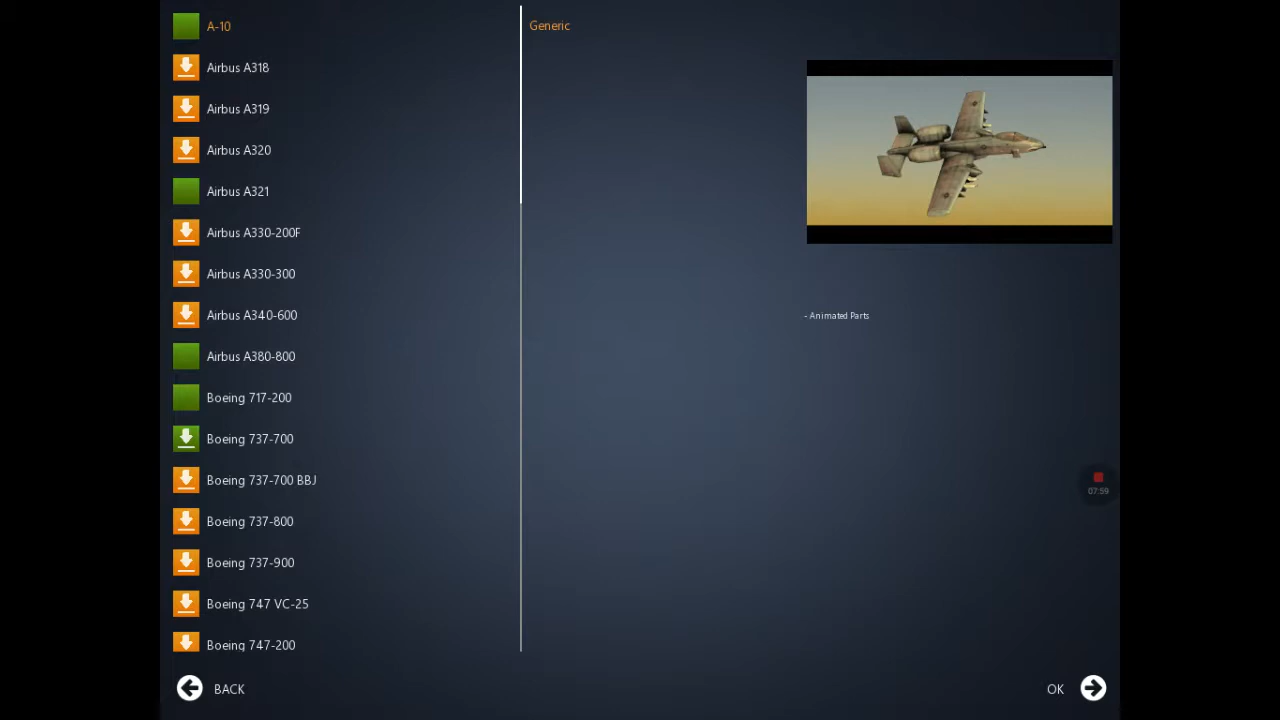 A-10
Airbus A318
Airbus A319
Airbus A320
Airbus A321
Airbus A330-200F
Airbus A330-300
Airbus A340-600
Airbus A380-800
Boeing 717-200
Boeing 737-700
Boeing 737-700 BBJ
Boeing 737-800
Boeing 737-900
Boeing 747 VC-25
Boeing 747-200
BACK
Generic
- Animated Parts
07:59
OK